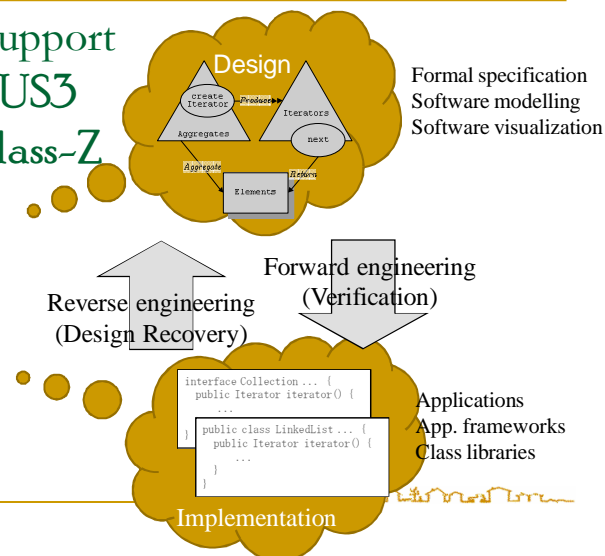 upport
US3
lass-Z
Design
Formal specification
Software modelling
Software visualization
create
Iterator
Produce
Iterators
Aggregates
next
Aggregate
Return
Elements
Forward engineering
(Verification)
Reverse engineering
(Design Recovery)
interface Collection ... {
public Iterator iterator() {
...
}
public class LinkedList ... {
public Iterator iterator() {
...
}
}
Applications
App. frameworks
Class libraries
Implementation